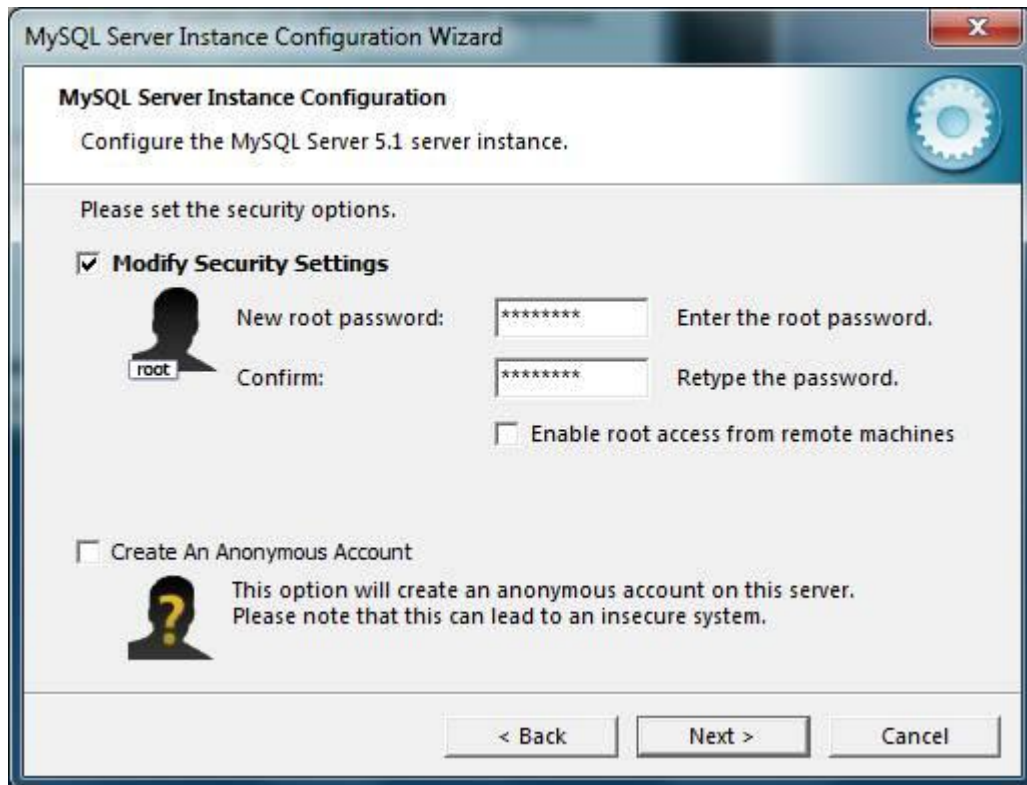 MySQL Server Instance Configuration Wizard
MySQL Server Instance Configuration
Configure the MySQL Server 5.1 server instance.
Please set the security options.
Modify Security Settings
root
New root password: ******** Enter the root password.
Confirm: ******** Retype the password.
Enable root access from remote machines
Create An Anonymous Account
?
This option will create an anonymous account on this server.
Please note that this can lead to an insecure system.
< Back Next > Cancel